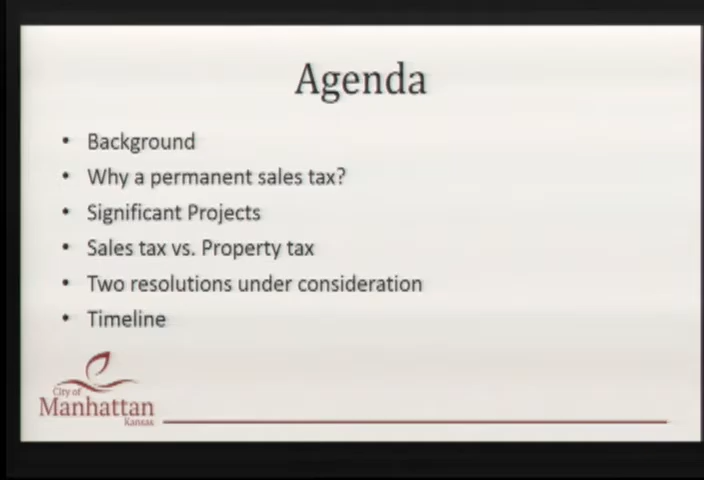 Agenda
• Background
• Why a permanent sales tax?
• Significant Projects
• Sales tax vs. Property tax
• Two resolutions under consideration
• Timeline
City of
Manhattan
Kansas